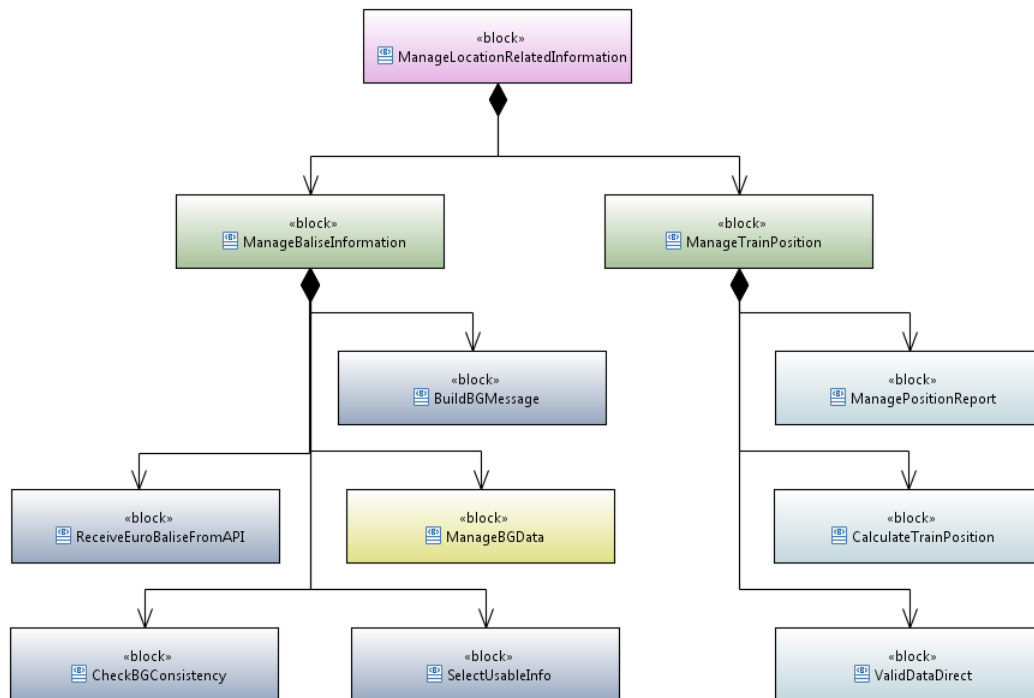 «block»
ManageLocationRelatedInformation
«block»
ManageBaliseInformation
«block»
ManageTrainPosition
«block»
BuildBGMessage
«block»
ManagePositionReport
«block»
ReceiveEuroBaliseFromAPI
«block»
ManageBGData
«block»
CalculateTrainPosition
«block»
CheckBGConsistency
«block»
SelectUsableInfo
«block»
ValidDataDirect